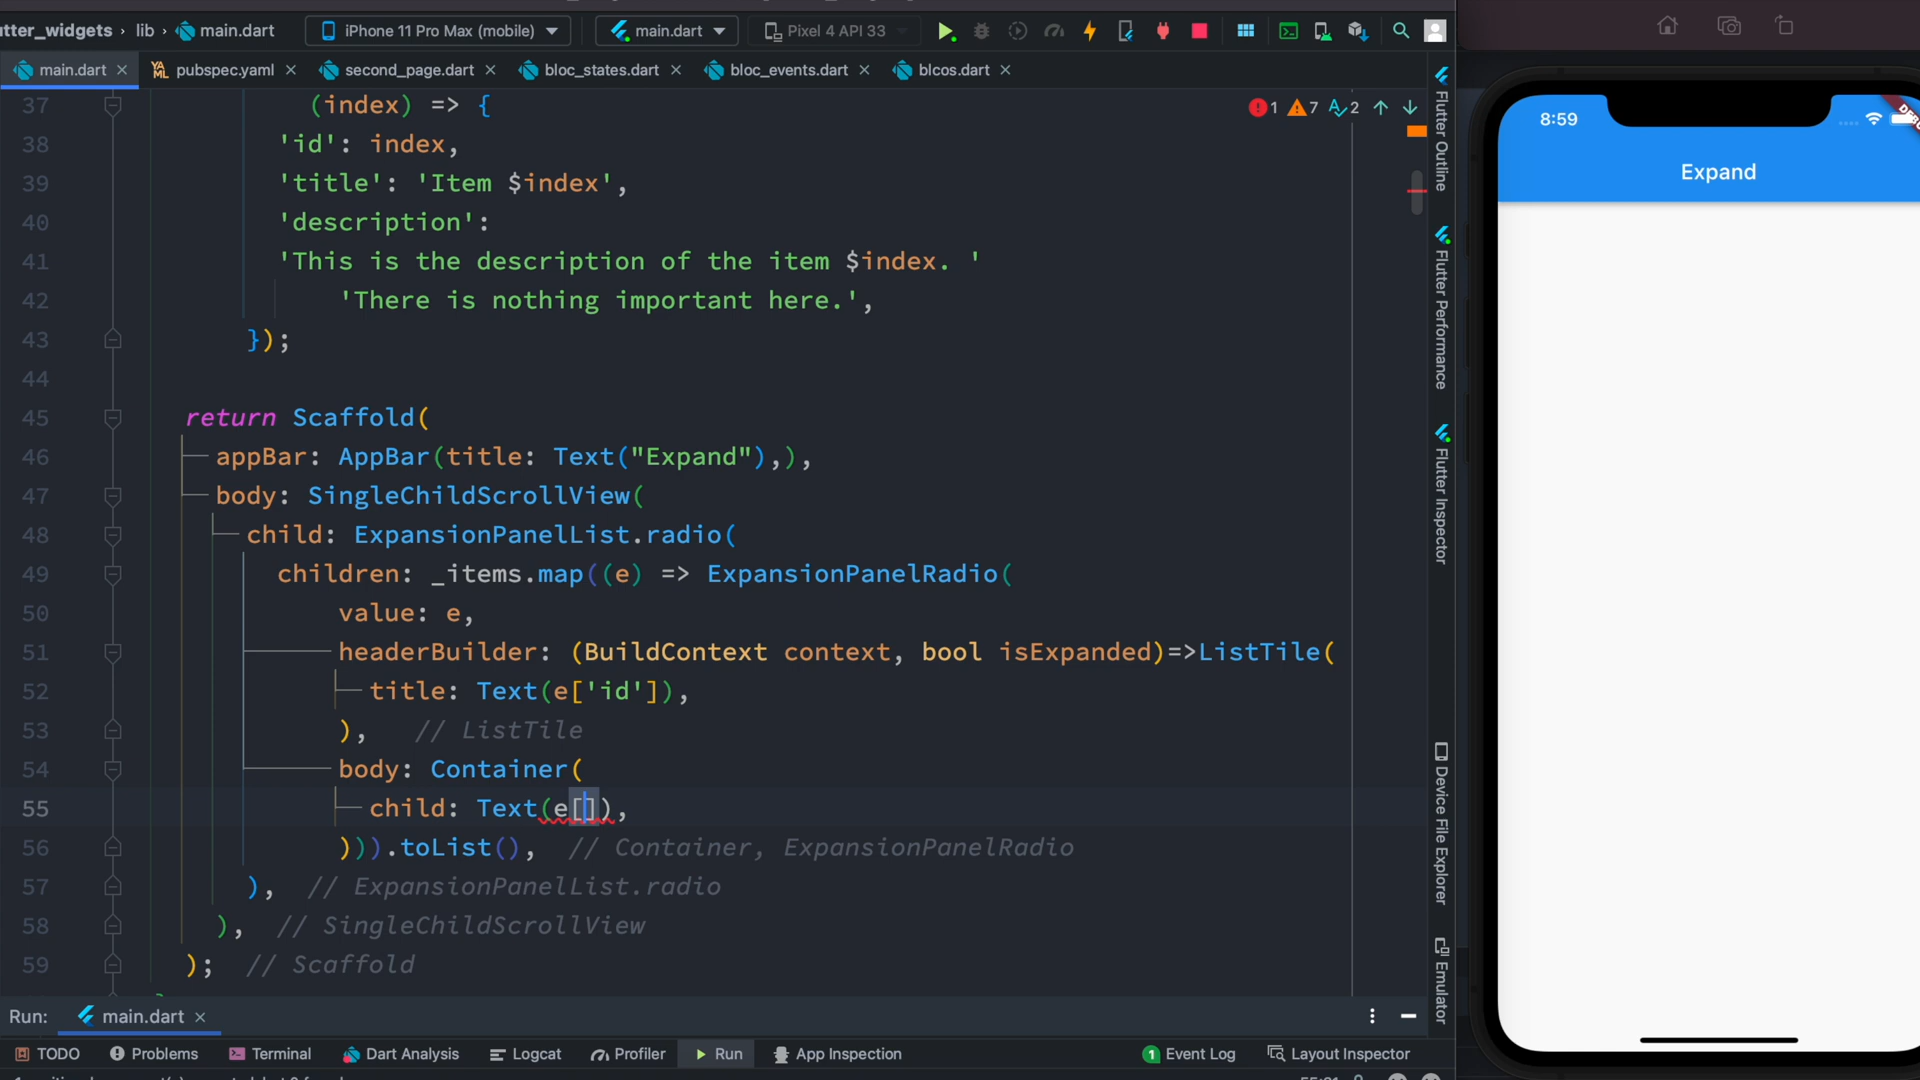 utter_widgets › lib › main.dart iPhone 11 Pro Max (mobile) main.dart Pixel 4 API 33
main.dart pubspec.yaml second_page.dart bloc_states.dart bloc_events.dart blcos.dart
37 (index) => {
1 7 2
38 'id': index,
39 'title': 'Item $index',
40 'description':
41 'This is the description of the item $index. '
42 'There is nothing important here.',
43 });
44
45 return Scaffold(
46 appBar: AppBar(title: Text("Expand"),),
47 body: SingleChildScrollView(
48 child: ExpansionPanelList.radio(
49 children: _items.map((e) => ExpansionPanelRadio(
50 value: e,
51 headerBuilder: (BuildContext context, bool isExpanded)=>ListTile(
52 title: Text(e['id']),
53 ), // ListTile
54 body: Container(
55 child: Text(e[]),
56 ))).toList(), // Container, ExpansionPanelRadio
57 ), // ExpansionPanelList.radio
58 ), // SingleChildScrollView
59 ); // Scaffold
Flutter Outline
Flutter Performance
Flutter Inspector
Device File Explorer
Emulator
Run: main.dart
TODO Problems Terminal Dart Analysis Logcat Profiler Run App Inspection 1 Event Log Layout Inspector
8:59
Expand